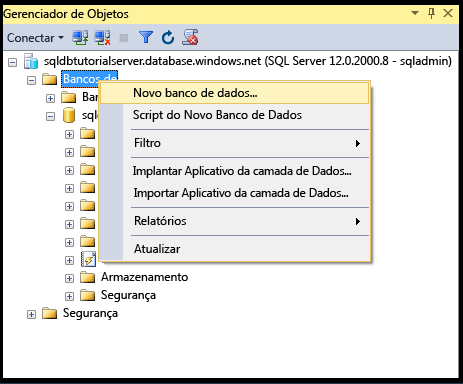 Gerenciador de Objetos
Conectar
sqldbtutorialserver.database.windows.net (SQL Server 12.0.2000.8 - sqladmin)
Bancos de
Novo banco de dados...
Script do Novo Banco de Dados
Filtro
Implantar Aplicativo da camada de Dados...
Importar Aplicativo da camada de Dados...
Relatórios
Atualizar
Armazenamento
Segurança
Segurança